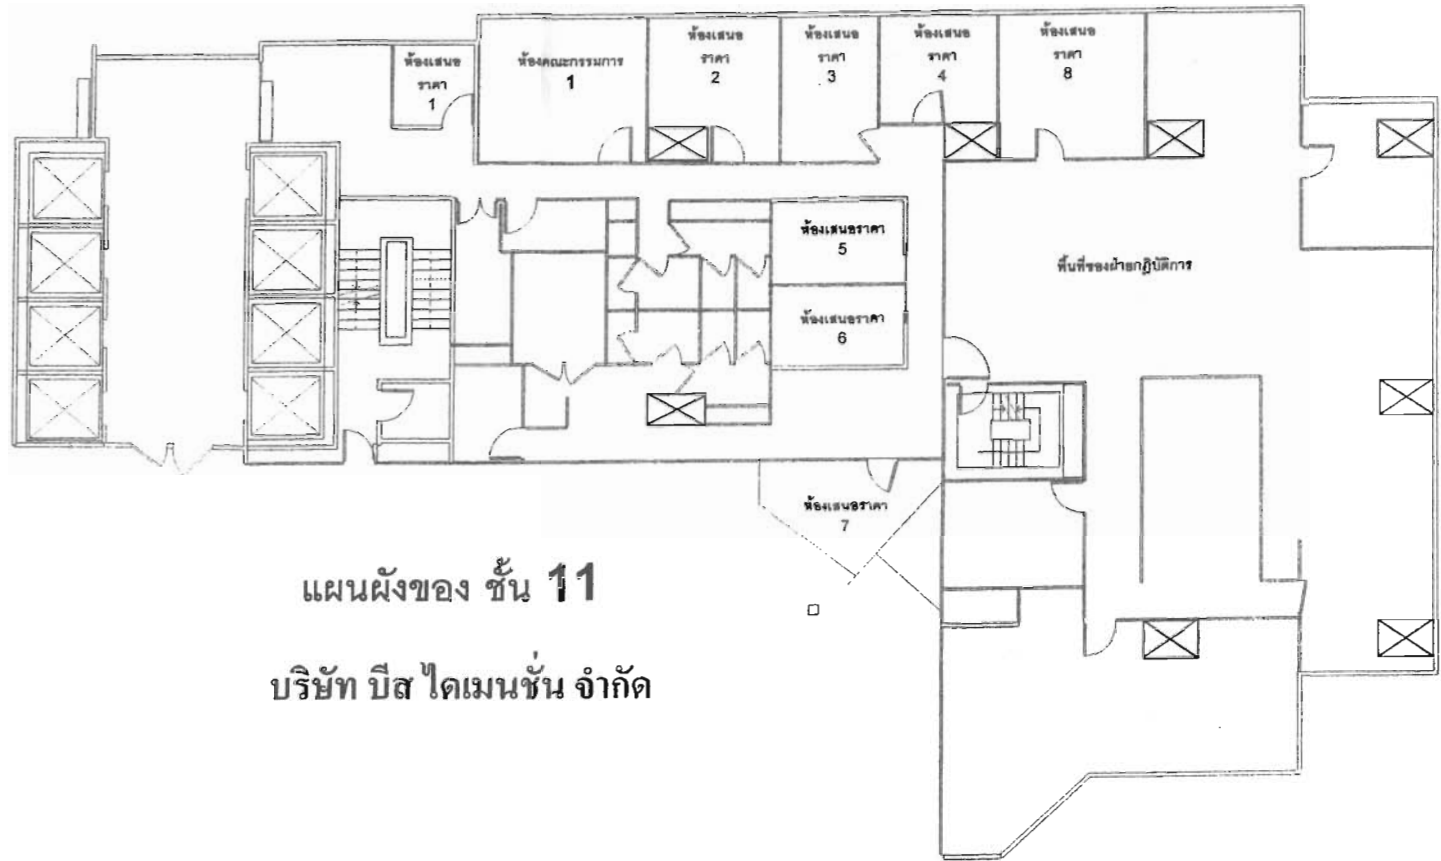 ห้องเสนอ
ราคา
1
ห้องคณะกรรมการ
1
ห้องเสนอ
ราคา
2
ห้องเสนอ
ราคา
3
ห้องเสนอ
ราคา
4
ห้องเสนอ
ราคา
8
ห้องเสนอราคา
5
ห้องเสนอราคา
6
พื้นที่ของฝ่ายกฎิบัติการ
ห้องเสนอราคา
7
แผนผังของ ชั้น 11
บริษัท บีส ไดเมนชั่น จำกัด